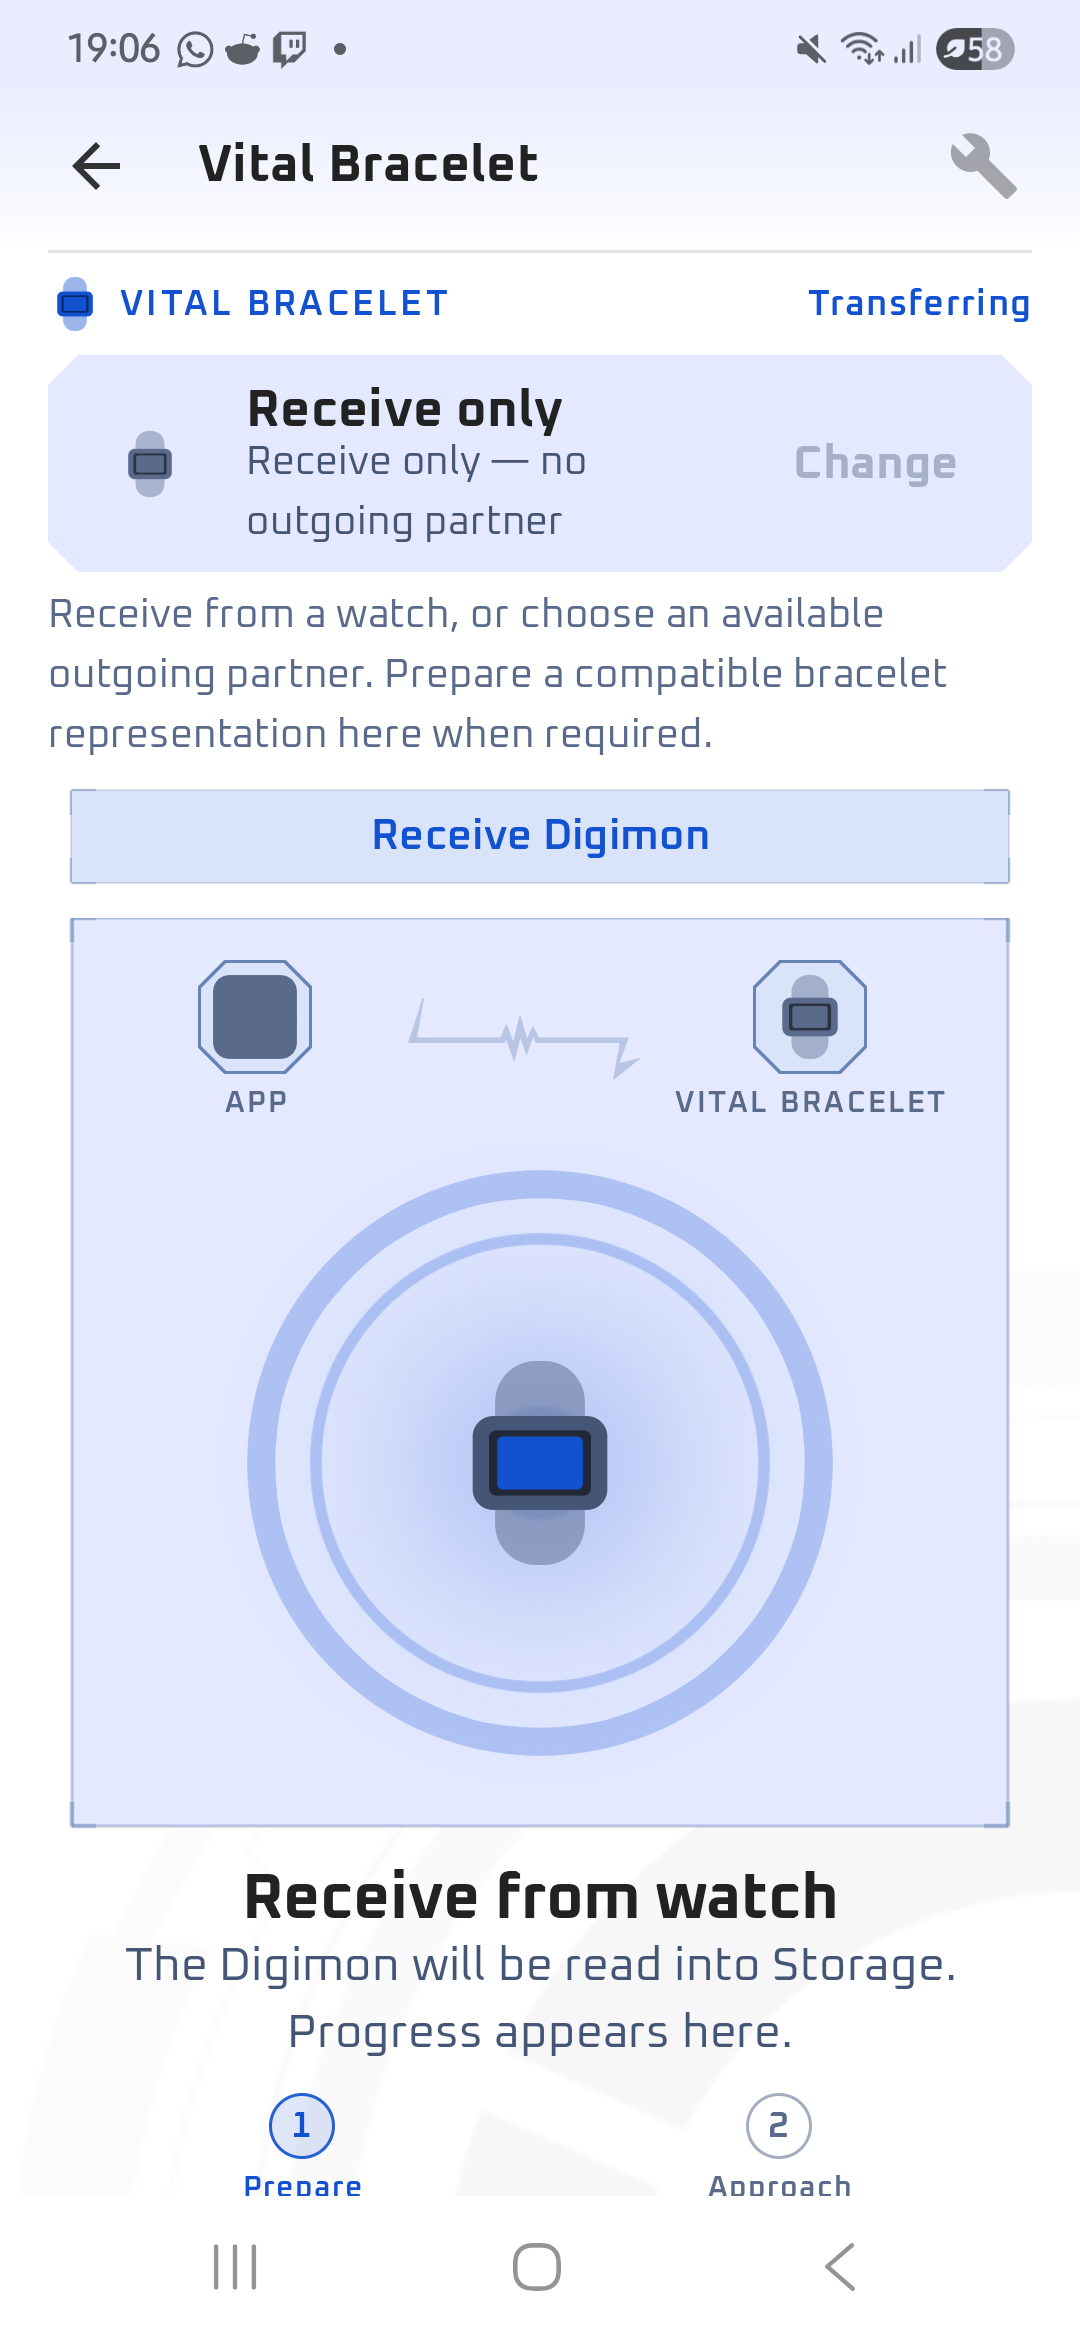 19:06
58
Vital Bracelet
VITAL BRACELET
Transferring
Receive only
Receive only — no
outgoing partner
Change
Receive from a watch, or choose an available
outgoing partner. Prepare a compatible bracelet
representation here when required.
Receive Digimon
APP
VITAL BRACELET
Receive from watch
The Digimon will be read into Storage.
Progress appears here.
1
2
Prepare
Approach